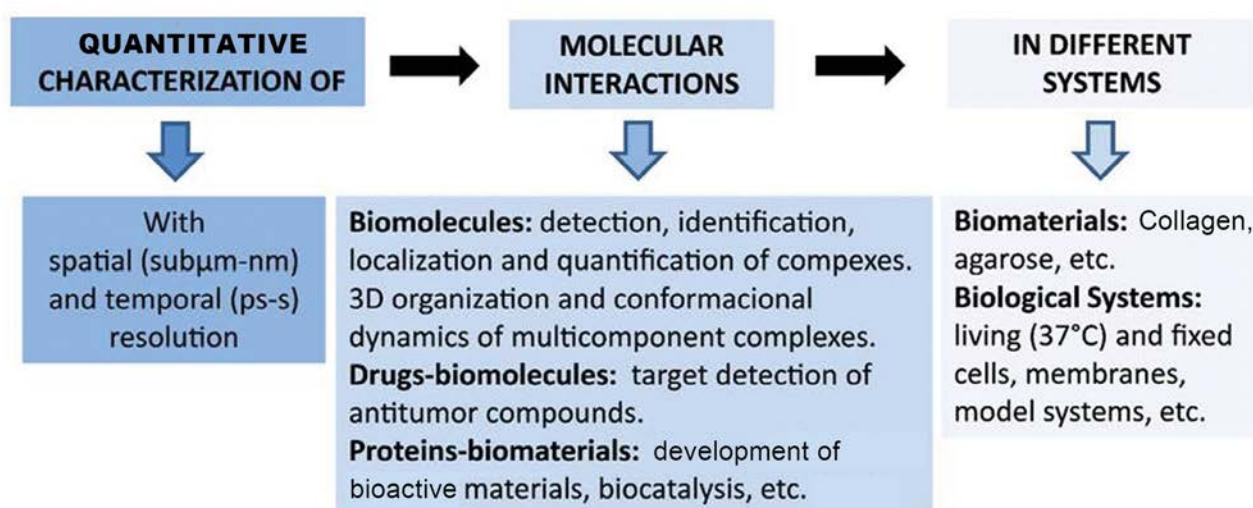 QUANTITATIVE
CHARACTERIZATION OF
MOLECULAR
INTERACTIONS
IN DIFFERENT
SYSTEMS
With
spatial (subμm-nm)
and temporal (ps-s)
resolution
Biomolecules: detection, identification,
localization and quantification of compexes.
3D organization and conformacional
dynamics of multicomponent complexes.
Drugs-biomolecules: target detection of
antitumor compounds.
Proteins-biomaterials: development of
bioactive materials, biocatalysis, etc.
Biomaterials: Collagen,
agarose, etc.
Biological Systems:
living (37°C) and fixed
cells, membranes,
model systems, etc.